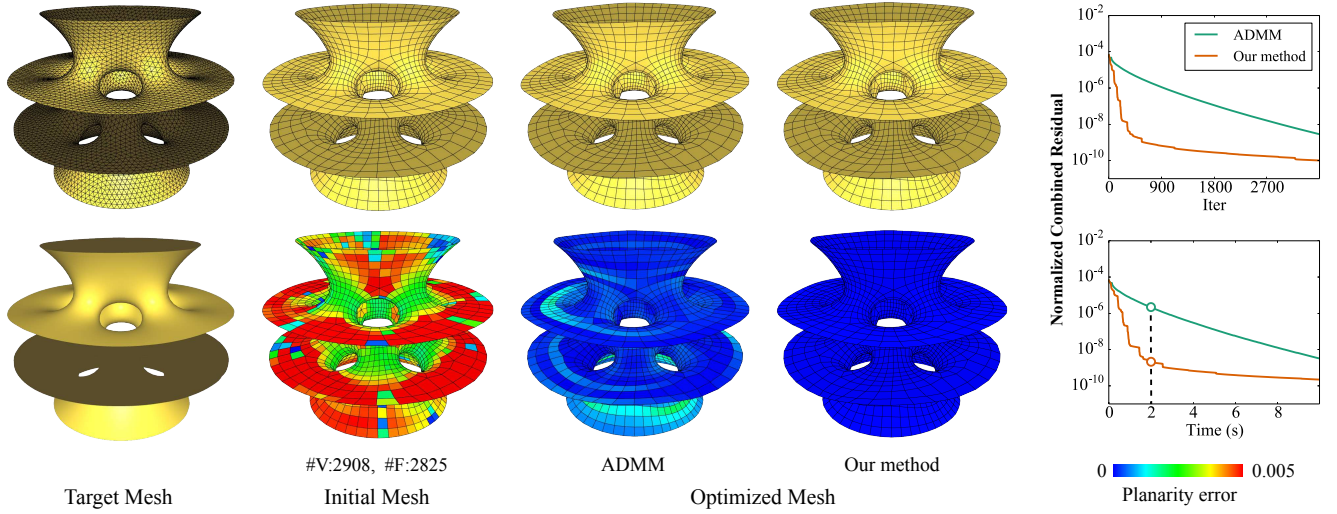 #V:2908, #F:2825
ADMM
Our method
Target Mesh
Initial Mesh
Optimized Mesh
Normalized Combined Residual
10^-2
10^-4
10^-6
10^-8
10^-10
ADMM
Our method
0
900
1800
2700
Iter
10^-2
10^-4
10^-6
10^-8
10^-10
0
2
4
6
8
Time (s)
0
0.005
Planarity error